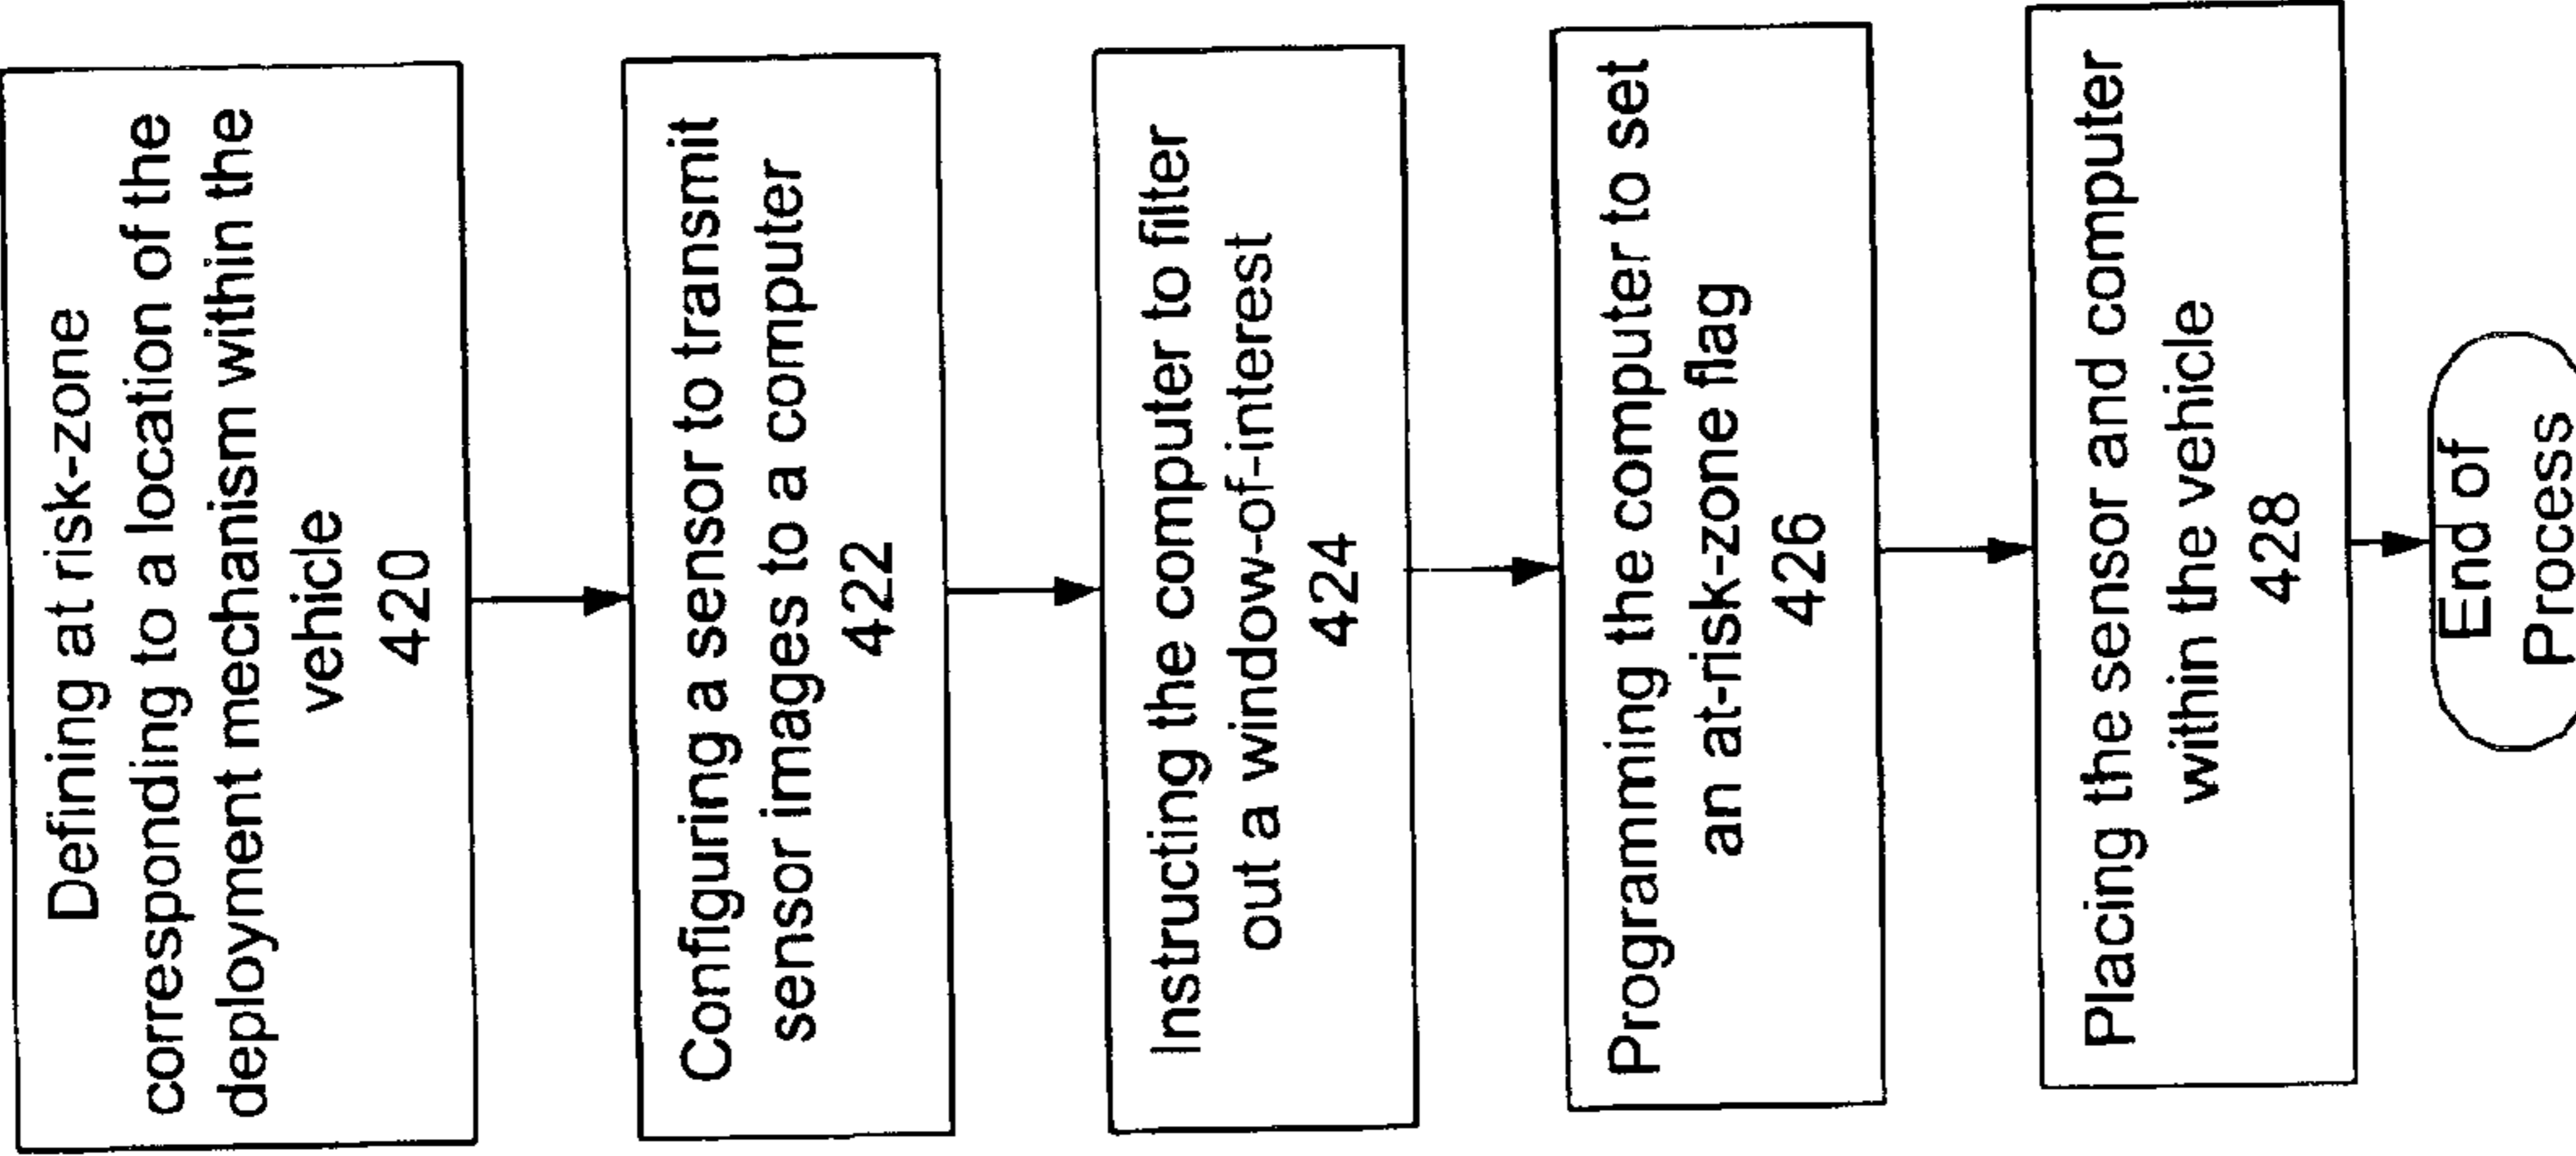 Defining at risk-zone
corresponding to a location of the
deployment mechanism within the
vehicle
420
Configuring a sensor to transmit
sensor images to a computer
422
Instructing the computer to filter
out a window-of-interest
424
Programming the computer to set
an at-risk-zone flag
426
Placing the sensor and computer
within the vehicle
428
End of
Process